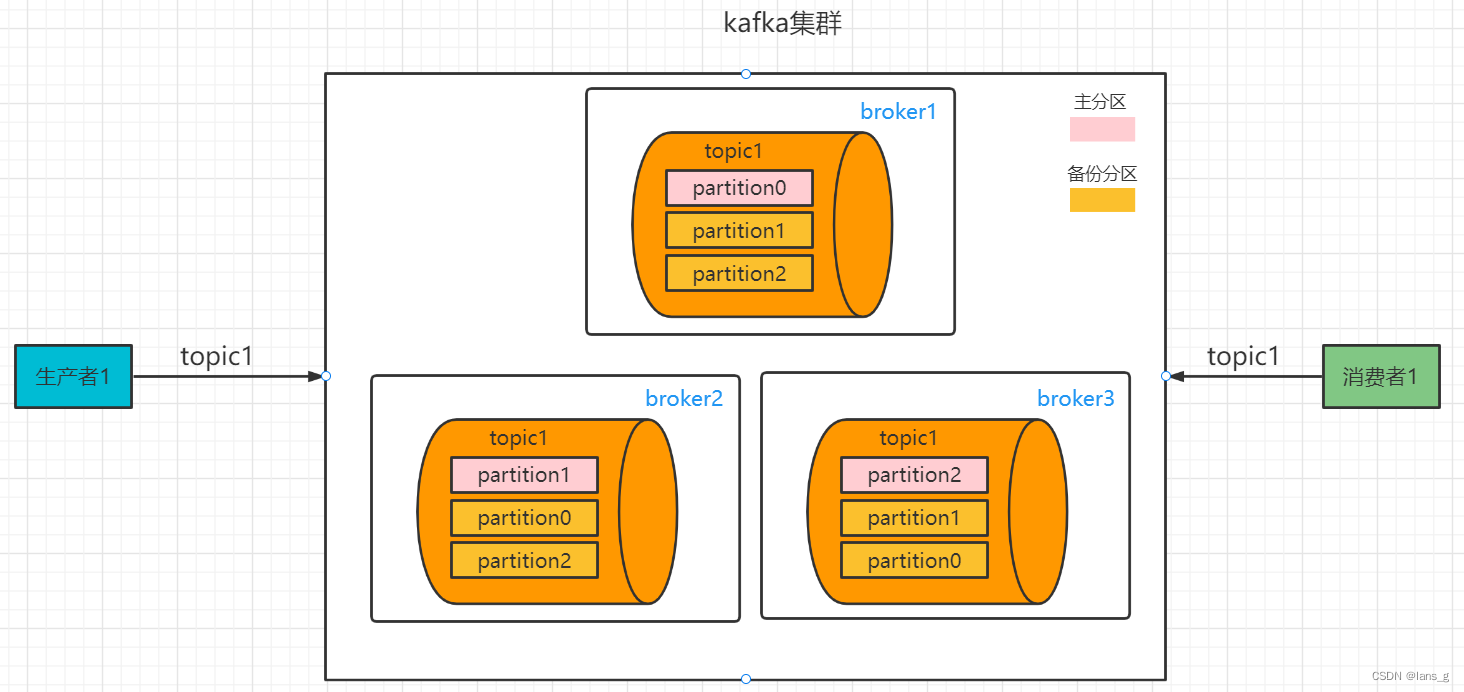 kafka集群
主分区
备份分区
broker1
topic1
partition0
partition1
partition2
生产者1
topic1
broker2
topic1
partition1
partition0
partition2
broker3
topic1
partition2
partition1
partition0
topic1
消费者1
CSDN @lans_g